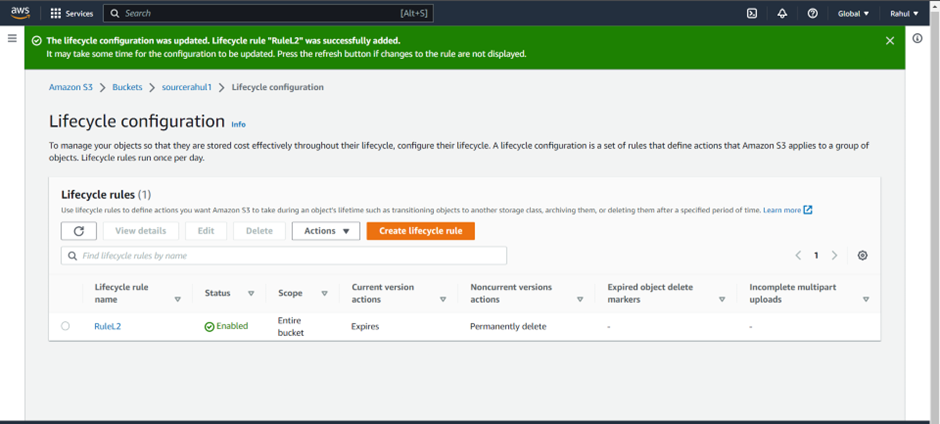 aws Services Search [Alt+S] Global Rahul
The lifecycle configuration was updated. Lifecycle rule "RuleL2" was successfully added.
It may take some time for the configuration to be updated. Press the refresh button if changes to the rule are not displayed.
Amazon S3 > Buckets > sourcerahul1 > Lifecycle configuration
Lifecycle configuration Info
To manage your objects so that they are stored cost effectively throughout their lifecycle, configure their lifecycle. A lifecycle configuration is a set of rules that define actions that Amazon S3 applies to a group of
objects. Lifecycle rules run once per day.
Lifecycle rules (1)
Use lifecycle rules to define actions you want Amazon S3 to take during an object's lifetime such as transitioning objects to another storage class, archiving them, or deleting them after a specified period of time. Learn more
View details Edit Delete Actions Create lifecycle rule
Find lifecycle rules by name < 1 >
Lifecycle rule name Status Scope Current version actions Noncurrent versions actions Expired object delete markers Incomplete multipart uploads
RuleL2 Enabled Entire bucket Expires Permanently delete - -